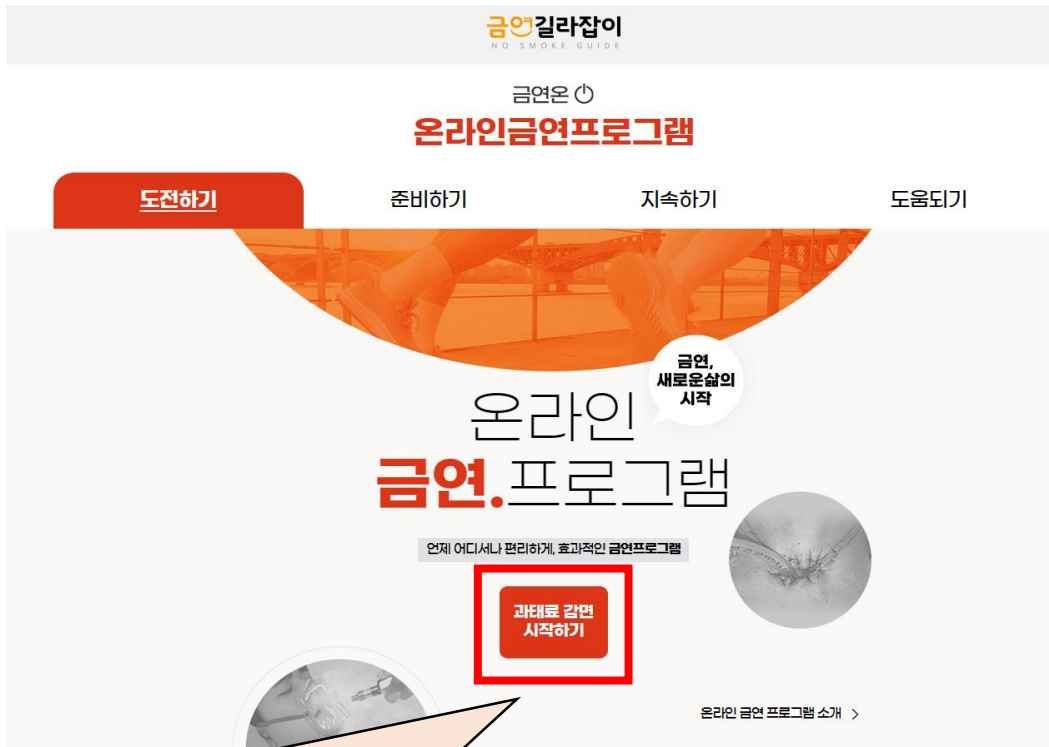 금연길라잡이
NO SMOKE GUIDE
금연온
온라인금연프로그램
도전하기 준비하기 지속하기 도움되기
금연,
새로운삶의
시작
온라인
금연.프로그램
언제 어디서나 편리하게, 효과적인 금연프로그램
과태료 감면
시작하기
온라인 금연 프로그램 소개 >